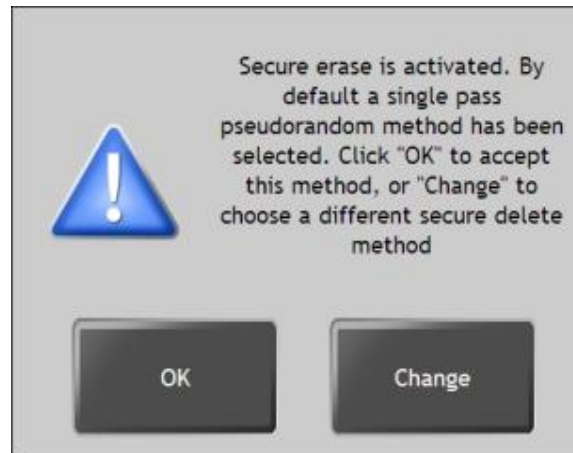 Secure erase is activated. By
default a single pass
pseudorandom method has been
selected. Click "OK" to accept
this method, or "Change" to
choose a different secure delete
method
OK
Change